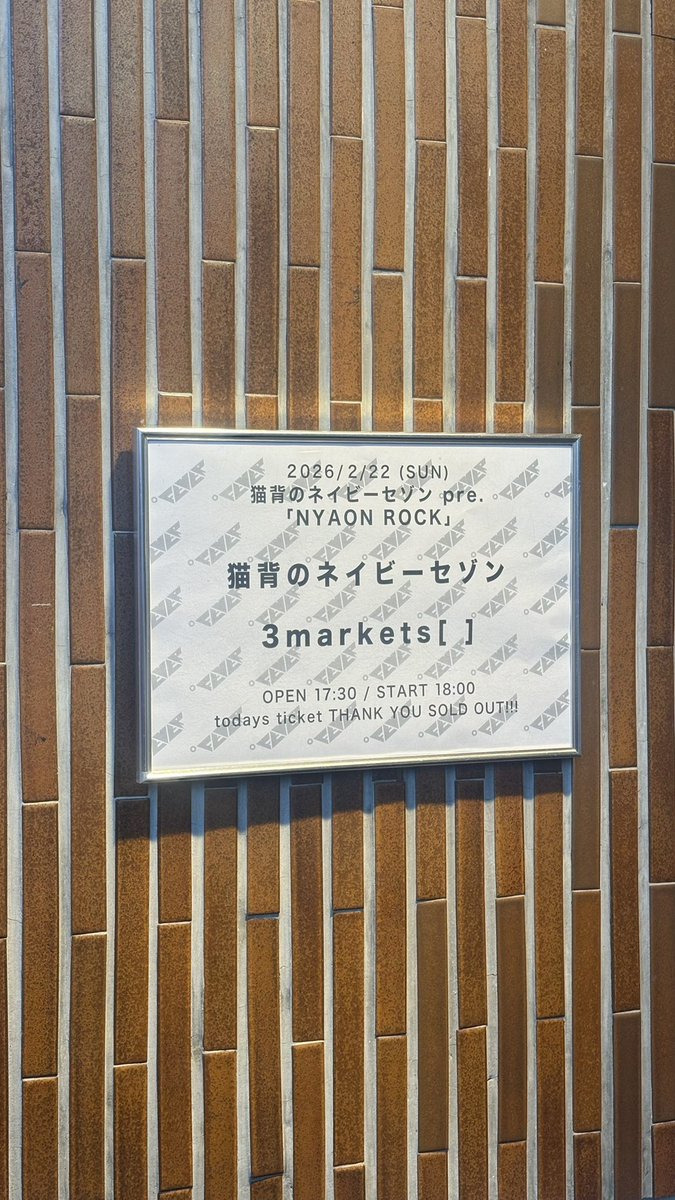 2026/2/22 (SUN)
猫背のネイビーセゾン pre.
「NYAON ROCK」
猫背のネイビーセゾン
3markets[ ]
OPEN 17:30 / START 18:00
todays ticket THANK YOU SOLD OUT!!!